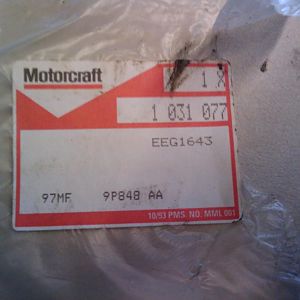 Motorcraft
1 X
1 031 077
EEG1643
97MF 9P848 AA
10/93 PMS. NO. MML 001